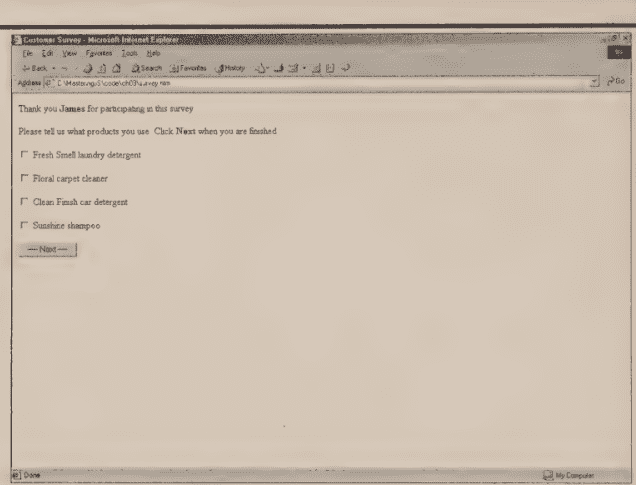 Customer Survey - Microsoft Internet Explorer
File Edit View Favorites Tools Help
Back Search Favorites History
Address Go
Thank you James for participating in this survey
Please tell us what products you use Click Next when you are finished
Fresh Smell laundry detergent
Floral carpet cleaner
Clean Finish car detergent
Sunshine shampoo
--- Next ---
Done My Computer